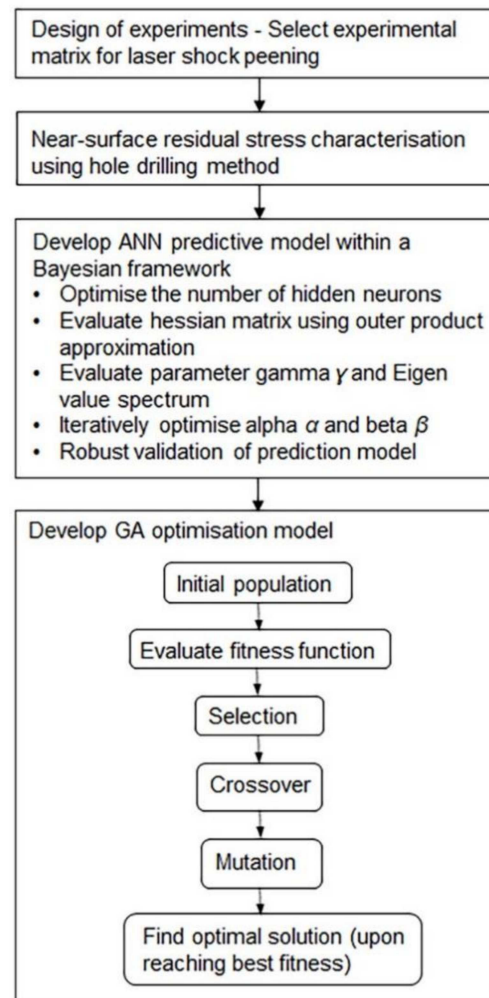 Design of experiments - Select experimental
matrix for laser shock peening
Near-surface residual stress characterisation
using hole drilling method
Develop ANN predictive model within a
Bayesian framework
• Optimise the number of hidden neurons
• Evaluate hessian matrix using outer product
approximation
• Evaluate parameter gamma γ and Eigen
value spectrum
• Iteratively optimise alpha α and beta β
• Robust validation of prediction model
Develop GA optimisation model
Initial population
Evaluate fitness function
Selection
Crossover
Mutation
Find optimal solution (upon
reaching best fitness)